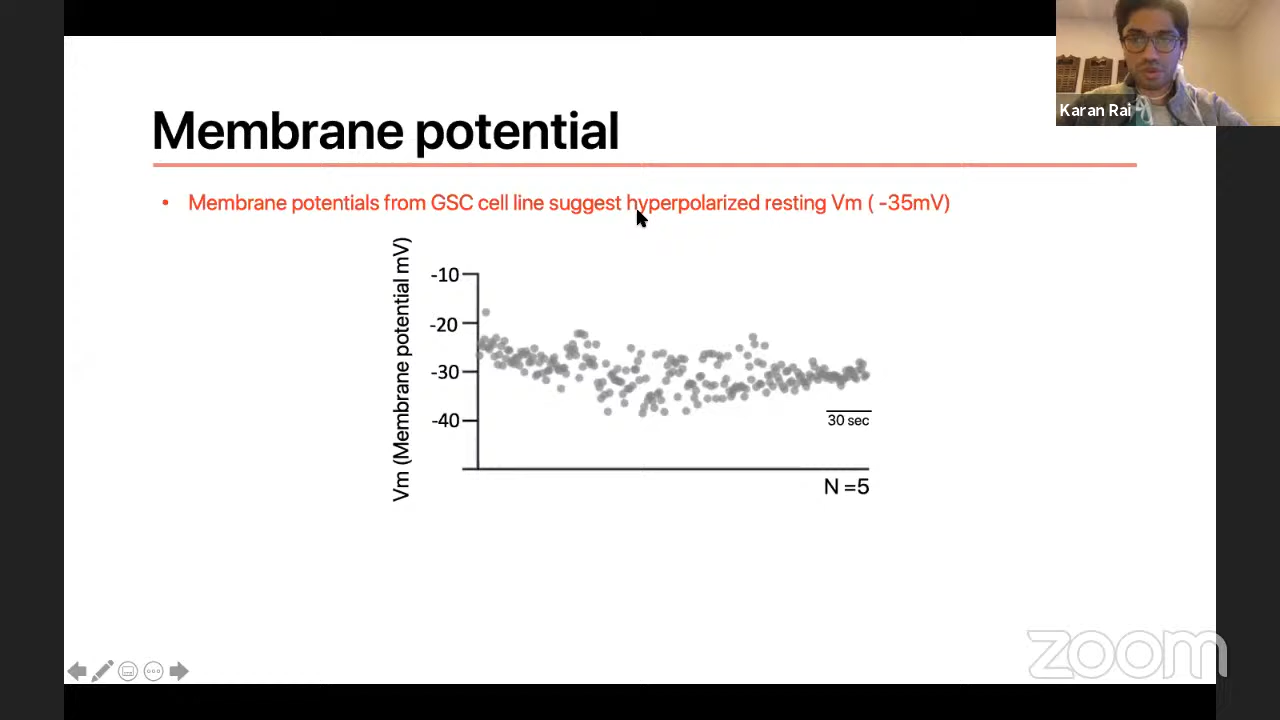 Karan Rai
Membrane potential
• Membrane potentials from GSC cell line suggest hyperpolarized resting Vm ( -35mV)
Vm (Membrane potential mV)
-10
-20
-30
-40
30 sec
N =5
zoom